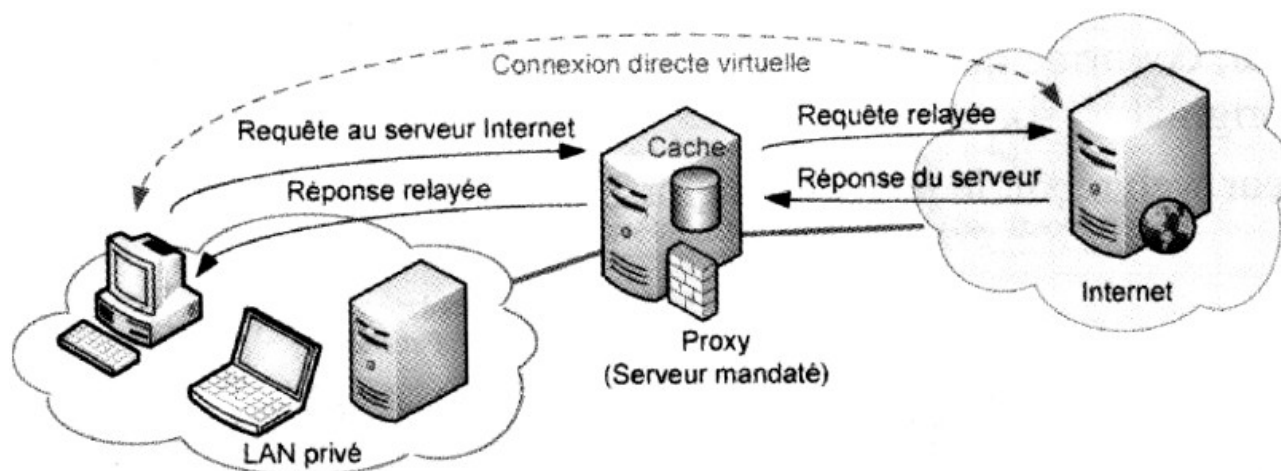 Connexion directe virtuelle
Requête au serveur Internet
Réponse relayée
Cache
Requête relayée
Réponse du serveur
Internet
Proxy
(Serveur mandaté)
LAN privé